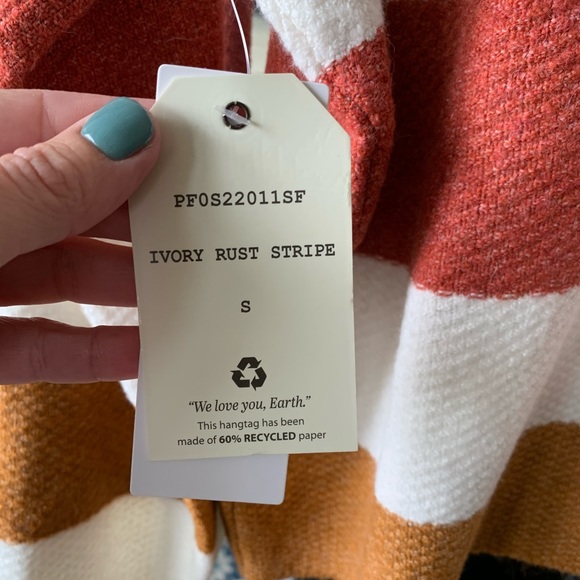 PF0S22011SF
IVORY RUST STRIPE
S
“We love you, Earth.”
This hangtag has been
made of 60% RECYCLED paper